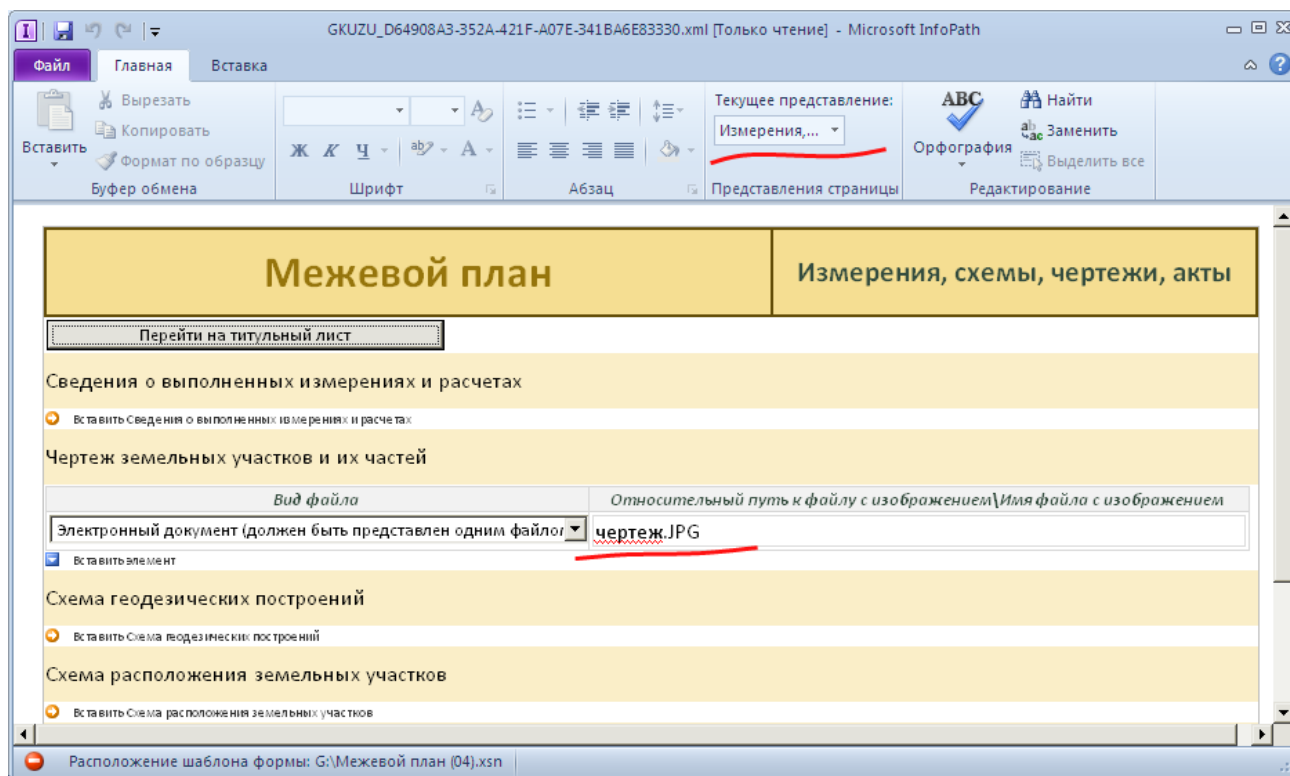 GKUZU_D64908A3-352A-421F-A07E-341BA6E83330.xml [Только чтение] - Microsoft InfoPath
Файл Главная Вставка
Вставить
Вырезать
Копировать
Формат по образцу
Буфер обмена
Ж К Ч
Шрифт
Абзац
Текущее представление:
Измерения,...
Представления страницы
ABC
Орфография
Найти
Заменить
Выделить все
Редактирование
Межевой план
Измерения, схемы, чертежи, акты
Перейти на титульный лист
Сведения о выполненных измерениях и расчетах
Вставить Сведения о выполненных измерениях и расчетах
Чертеж земельных участков и их частей
Вид файла Относительный путь к файлу с изображением\Имя файла с изображением
Электронный документ (должен быть представлен одним файлог чертеж.JPG
Вставить элемент
Схема геодезических построений
Вставить Схема геодезических построений
Схема расположения земельных участков
Вставить Схема расположения земельных участков
Расположение шаблона формы: G:\Межевой план (04).xsn